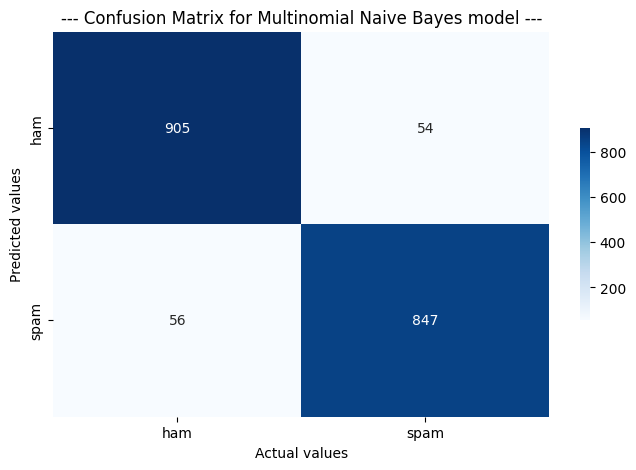 --- Confusion Matrix for Multinomial Naive Bayes model ---
Predicted values
ham
905
54
spam
56
847
ham
spam
Actual values
800
600
400
200